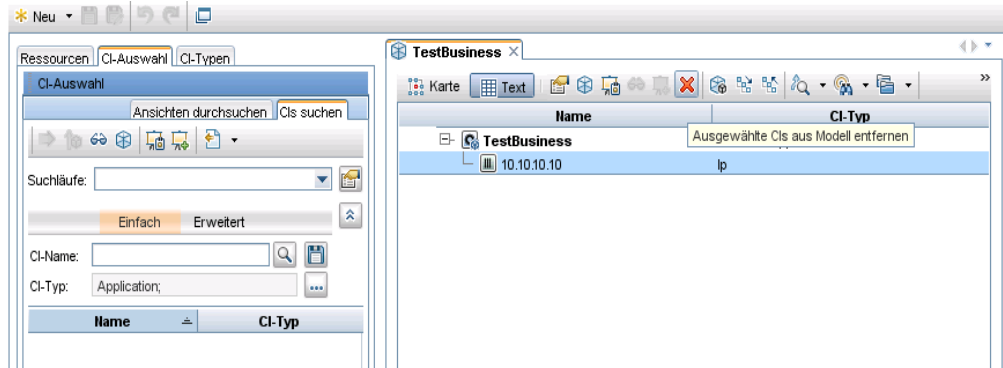 Neu
Ressourcen CI-Auswahl CI-Typen
CI-Auswahl
Ansichten durchsuchen CIs suchen
Suchläufe:
Einfach Erweitert
CI-Name:
CI-Typ: Application;
Name CI-Typ
TestBusiness
Karte Text
Name CI-Typ
Ausgewählte CIs aus Modell entfernen
TestBusiness
10.10.10.10 Ip